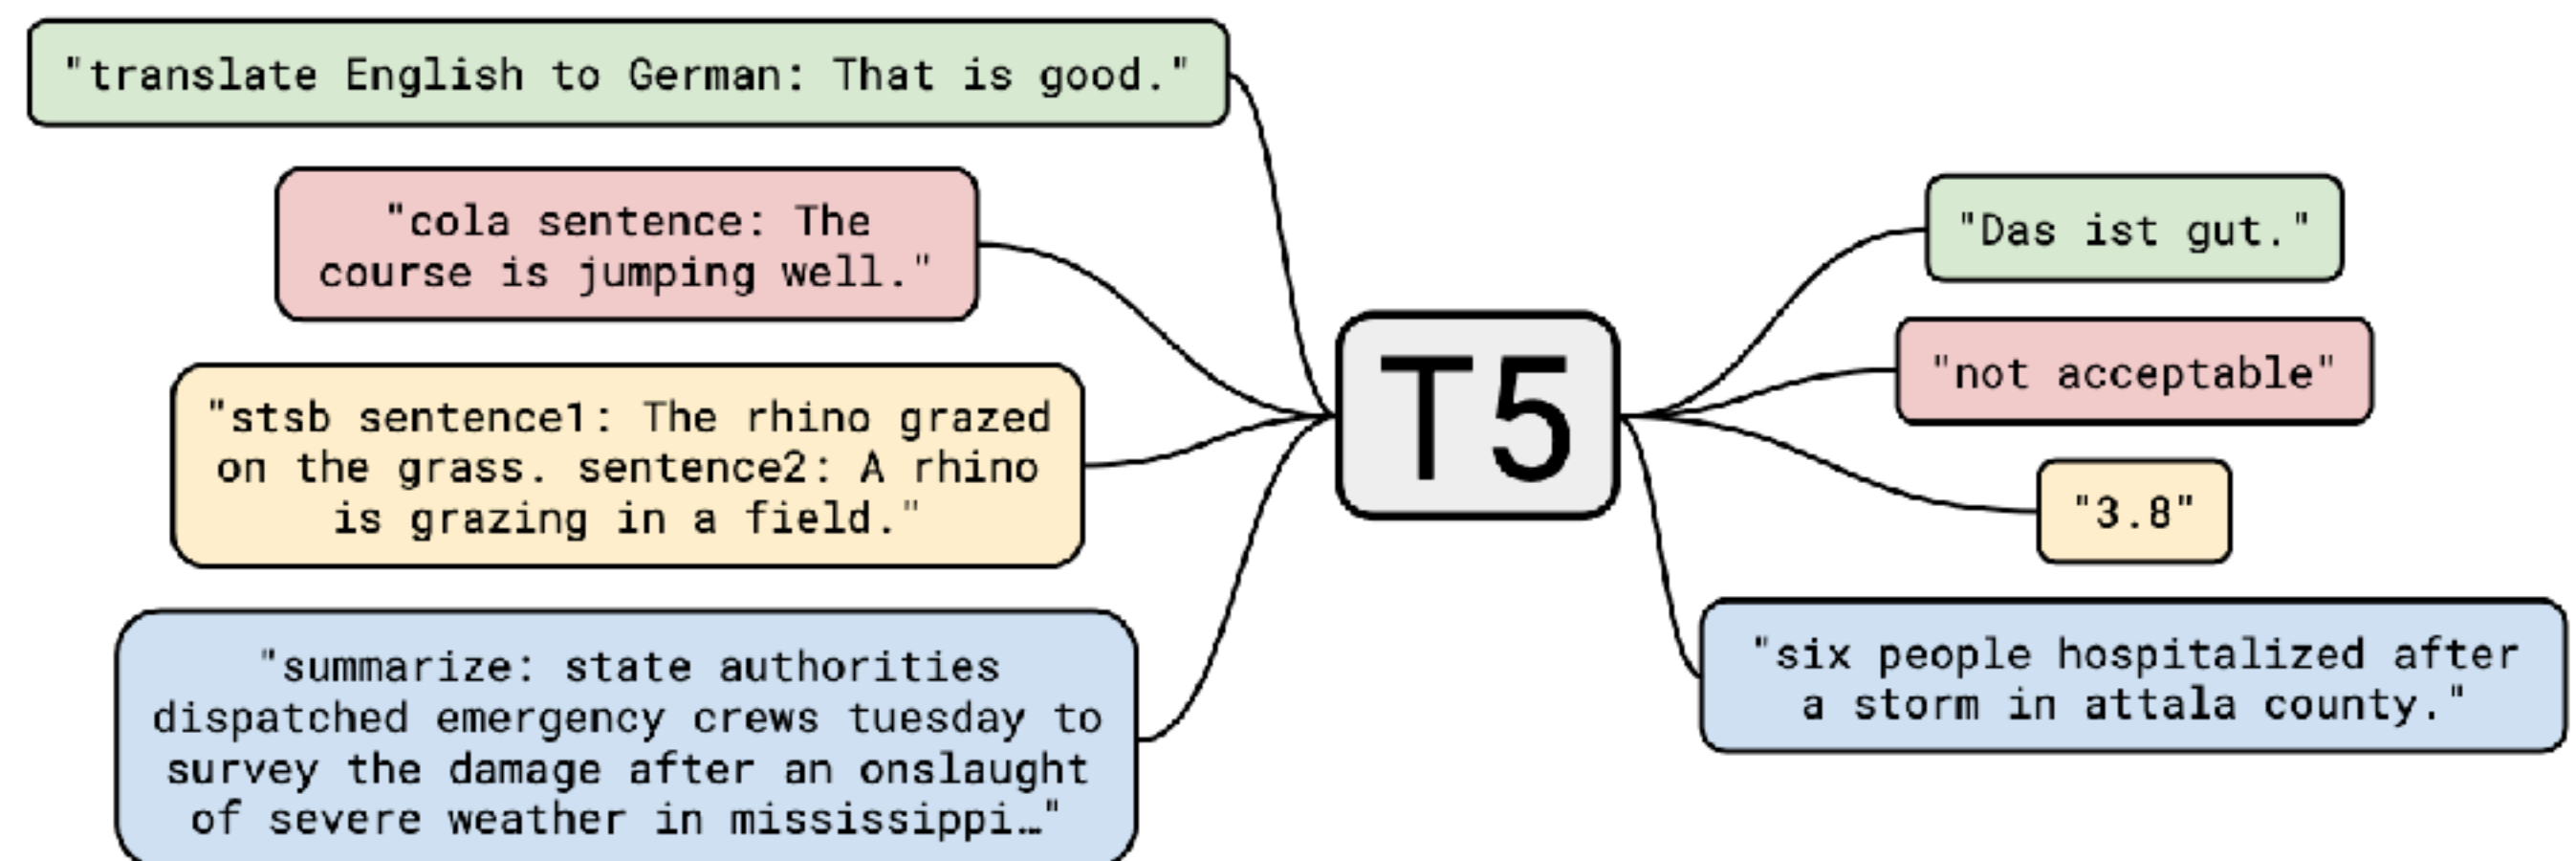 "translate English to German: That is good."
"cola sentence: The
course is jumping well."
"stsb sentence1: The rhino grazed
on the grass. sentence2: A rhino
is grazing in a field."
"summarize: state authorities
dispatched emergency crews tuesday to
survey the damage after an onslaught
of severe weather in mississippi…"
T5
"Das ist gut."
"not acceptable"
"3.8"
"six people hospitalized after
a storm in attala county."